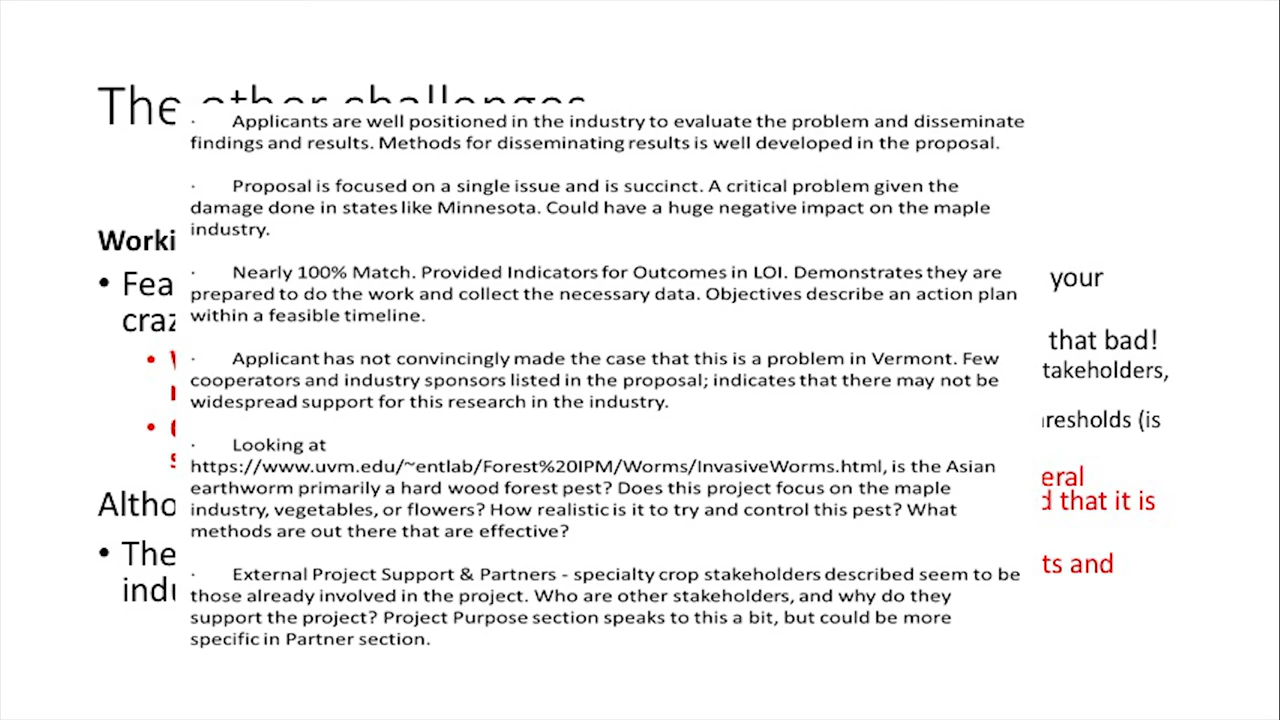 The other challenges
· Applicants are well positioned in the industry to evaluate the problem and disseminate
findings and results. Methods for disseminating results is well developed in the proposal.
· Proposal is focused on a single issue and is succinct. A critical problem given the
damage done in states like Minnesota. Could have a huge negative impact on the maple
industry.
· Nearly 100% Match. Provided Indicators for Outcomes in LOI. Demonstrates they are
prepared to do the work and collect the necessary data. Objectives describe an action plan
within a feasible timeline.
· Applicant has not convincingly made the case that this is a problem in Vermont. Few
cooperators and industry sponsors listed in the proposal; indicates that there may not be
widespread support for this research in the industry.
· Looking at
https://www.uvm.edu/~entlab/Forest%20IPM/Worms/InvasiveWorms.html, is the Asian
earthworm primarily a hard wood forest pest? Does this project focus on the maple
industry, vegetables, or flowers? How realistic is it to try and control this pest? What
methods are out there that are effective?
· External Project Support & Partners - specialty crop stakeholders described seem to be
those already involved in the project. Who are other stakeholders, and why do they
support the project? Project Purpose section speaks to this a bit, but could be more
specific in Partner section.
Worki
• Fea
craz
Altho
• The
indu
your
that bad!
takeholders,
resholds (is
eral
d that it is
ts and